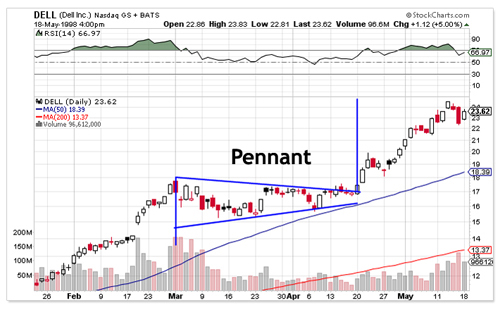 DELL (Dell Inc.) Nasdaq GS + BATS © StockCharts.com
18-May-1998 4:00pm Open 22.86 High 23.83 Low 22.81 Last 23.62 Volume 96.6M Chg +1.12 (+5.00%)
RSI(14) 66.97
90
70
66.97
50
30
10
DELL (Daily) 23.62
MA(50) 18.39
MA(200) 13.37
Volume 96,612,000
Pennant
24
23.62
23
22
21
20
19
18.39
18
17
16
15
14
13.37
96612
12
200M
150M
100M
50M
26 Feb 9 17 23 Mar 9 16 23 Apr 6 13 20 27 May 11 18